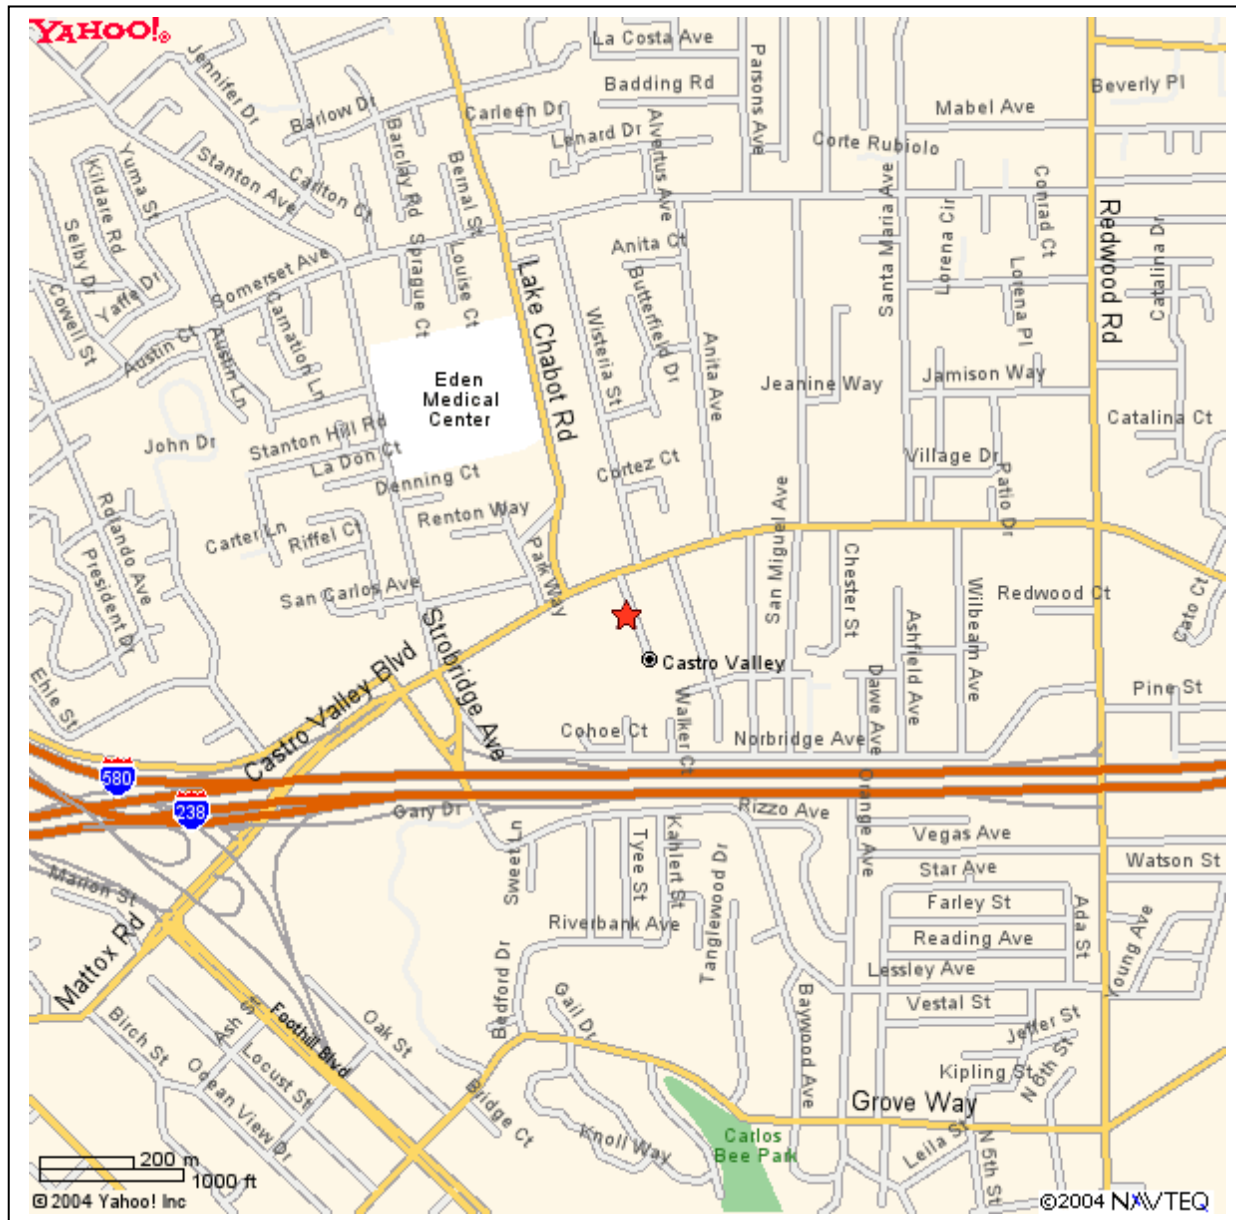 YAHOO!®
La Costa Ave
Parsons Ave
Jennifer Dr
Badding Rd
Beverly Pl
Barlow Dr
Carleen Dr
Mabel Ave
Lenard Dr
Alvertus Ave
Corte Rubiolo
Barclay Rd
Bernal St
Yuma St
Kildare Rd
Stanton Ave
Carlton Ct
Santa Maria Ave
Conrad Ct
Redwood Rd
Selby Dr
Sprague Ct
Louise Ct
Anita Ct
Lorena Cir
Catalina Dr
Yaffe Dr
Somerset Ave
Lake Chabot Rd
Butterfield Dr
Lorena Pl
Cowell St
Carnation Ln
Wisteria St
Austin Ct
Austin Ln
Anita Ave
Eden
Medical
Center
Jeanine Way
Jamison Way
John Dr
Stanton Hill Rd
Catalina Ct
La Don Ct
Cortez Ct
Village Dr
Denning Ct
Patio Dr
Rolando Ave
Renton Way
San Miguel Ave
Carter Ln
Riffel Ct
President Dr
Park Way
Chester St
Wilbeam Ave
San Carlos Ave
Redwood Ct
Cato Ct
Ashfield Ave
Strobridge Ave
Castro Valley
Ehle St
Castro Valley Blvd
Dawe Ave
Pine St
Walker Ct
Cohoe Ct
Norbridge Ave
580
238
Gary Dr
Rizzo Ave
Orange Ave
Vegas Ave
Sweet Ln
Tyee St
Kahlert St
Tanglewood Dr
Star Ave
Watson St
Marion St
Farley St
Ada St
Riverbank Ave
Reading Ave
Young Ave
Mattox Rd
Bedford Dr
Lessley Ave
Gail Dr
Baywood Ave
Vestal St
Birch St
Ash St
Foothill Blvd
Oak St
Jeffer St
Locust St
Kipling St
N 6th St
Ocean View Dr
Bridge Ct
Grove Way
Knoll Way
Carlos
Bee Park
Leila St
N 5th St
200 m
1000 ft
© 2004 Yahoo! Inc
©2004 NAVTEQ